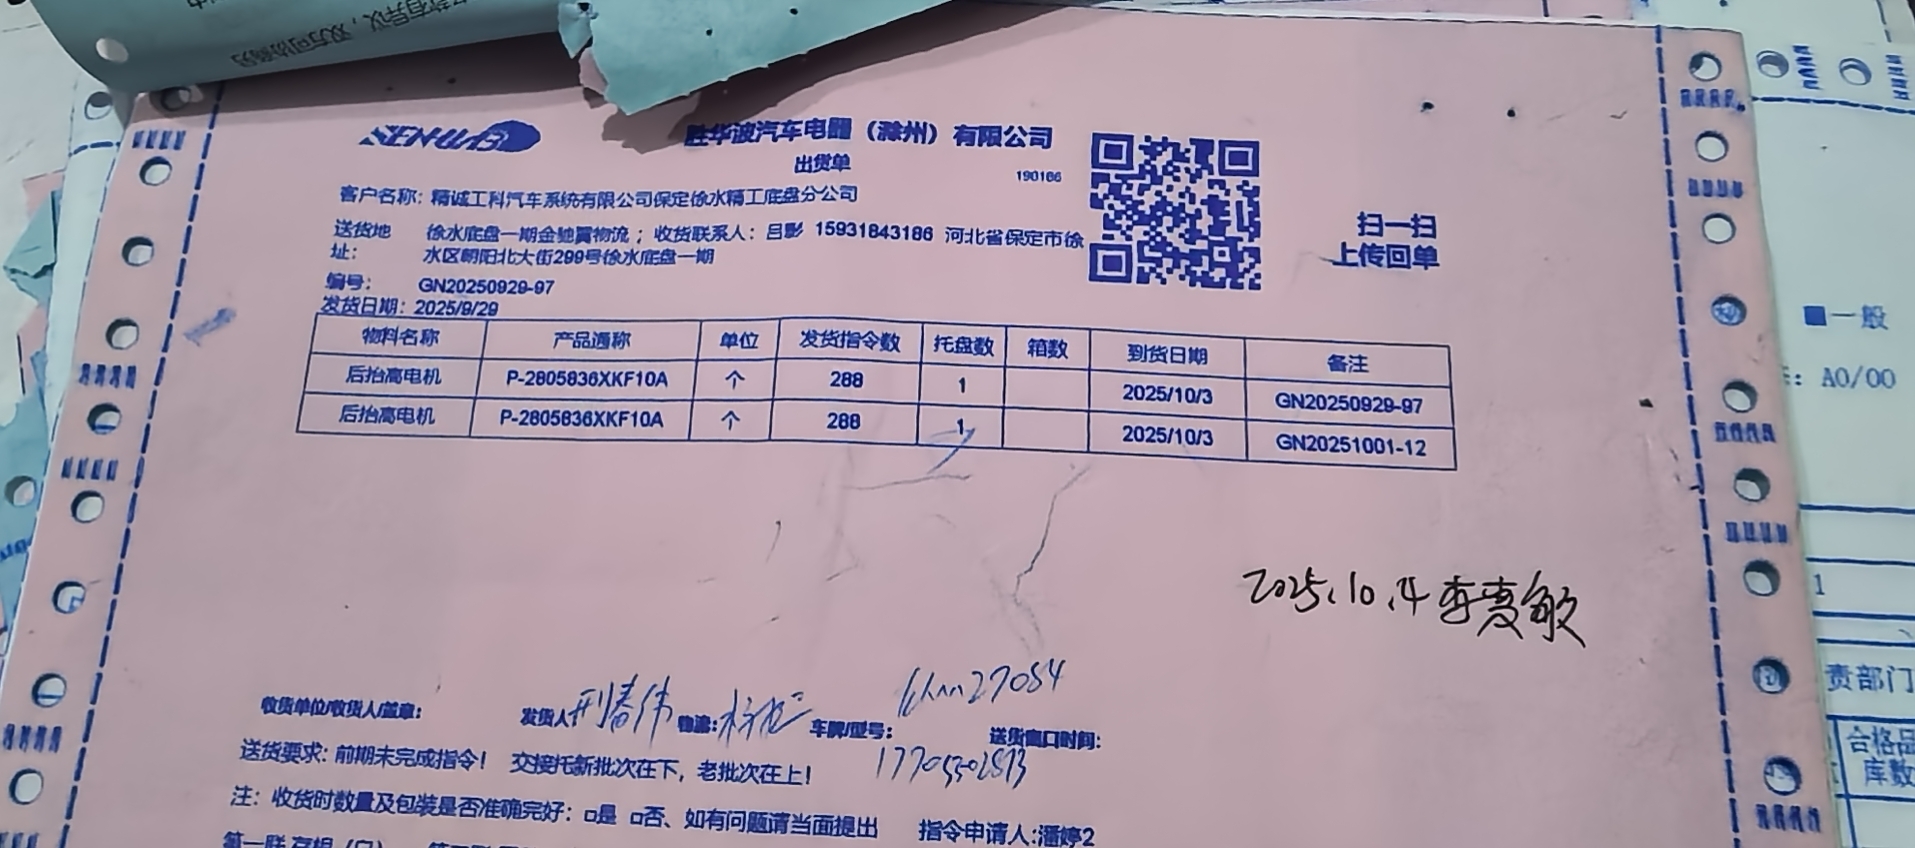 SENWB
胜华波汽车电器（滁州）有限公司
出货单
190186
客户名称：精诚工科汽车系统有限公司保定徐水精工底盘分公司
送货地址：徐水底盘一期金驰翼物流；收货联系人：吕影 15931843186 河北省保定市徐
水区朝阳北大街299号徐水底盘一期
扫一扫
上传回单
编号：GN20250929-97
发货日期：2025/9/29
物料名称 产品通称 单位 发货指令数 托盘数 箱数 到货日期 备注
后抬高电机 P-2805836XKF10A 个 288 1 2025/10/3 GN20250929-97
后抬高电机 P-2805836XKF10A 个 288 1 2025/10/3 GN20251001-12
2025.10.4 李夏敏
收货单位/收货人/盖章： 发货人 邢春伟 物流： 车牌/型号： 27084 送货窗口时间：
送货要求：前期未完成指令！ 交接托新批次在下，老批次在上！
注：收货时数量及包装是否准确完好：□是 □否、如有问题请当面提出 指令申请人:潘婷2
■一般
：A0/00
1
责部门
合格品
库数